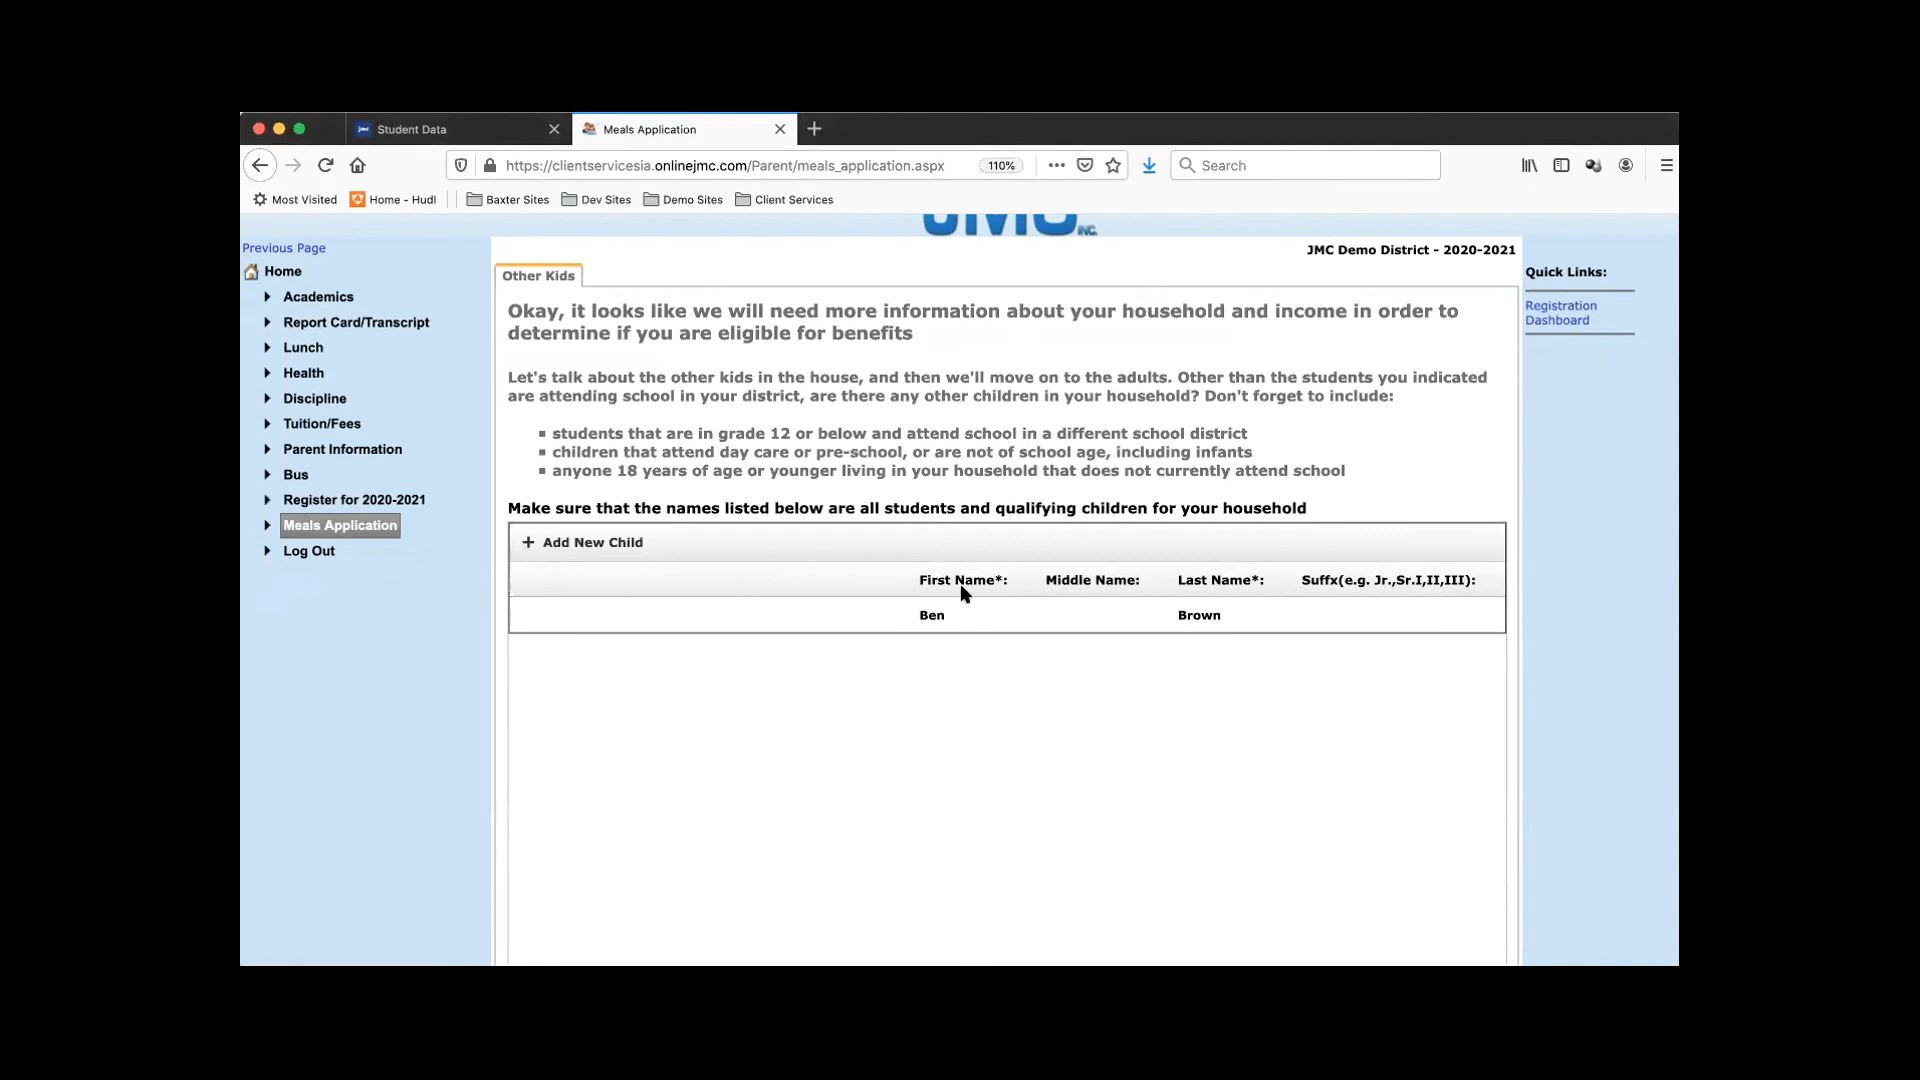 jmc Student Data
Meals Application
https://clientservicesia.onlinejmc.com/Parent/meals_application.aspx
110%
Search
Most Visited
Home - Hudl
Baxter Sites
Dev Sites
Demo Sites
Client Services
JMC INC.
Previous Page
Home
Academics
Report Card/Transcript
Lunch
Health
Discipline
Tuition/Fees
Parent Information
Bus
Register for 2020-2021
Meals Application
Log Out
JMC Demo District - 2020-2021
Other Kids
Okay, it looks like we will need more information about your household and income in order to
determine if you are eligible for benefits
Let's talk about the other kids in the house, and then we'll move on to the adults. Other than the students you indicated
are attending school in your district, are there any other children in your household? Don't forget to include:
students that are in grade 12 or below and attend school in a different school district
children that attend day care or pre-school, or are not of school age, including infants
anyone 18 years of age or younger living in your household that does not currently attend school
Make sure that the names listed below are all students and qualifying children for your household
+ Add New Child
First Name*: Middle Name: Last Name*: Suffx(e.g. Jr.,Sr.I,II,III):
Ben Brown
Quick Links:
Registration
Dashboard